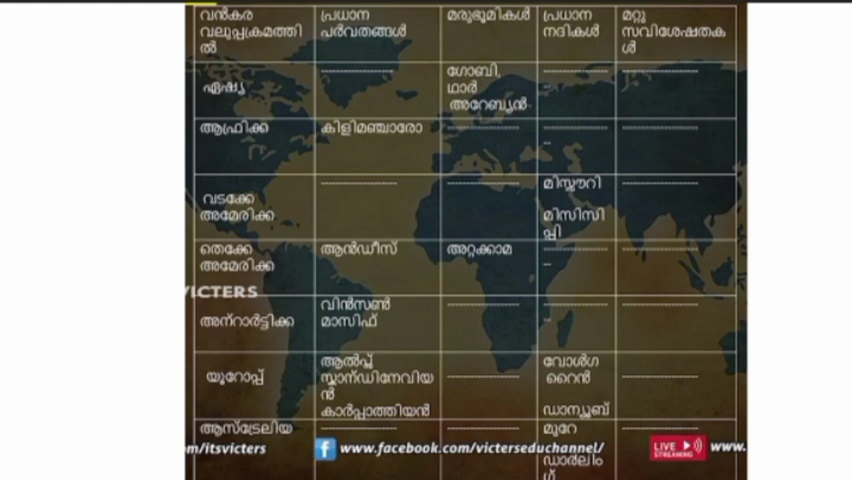 വൻകര വലുപ്പക്രമത്തിൽ
പ്രധാന പർവതങ്ങൾ
മരുഭൂമികൾ
പ്രധാന നദികൾ
മറ്റു സവിശേഷതകൾ
ഏഷ്യ
--------------------
ഗോബി, ഥാർ അറേബ്യൻ
--------------------
--------------------
ആഫ്രിക്ക
കിളിമഞ്ചാരോ
--------------------
--------------------
--------------------
വടക്കേ അമേരിക്ക
--------------------
--------------------
മിസ്സൗറി മിസിസിപ്പി
--------------------
തെക്കേ അമേരിക്ക
ആൻഡീസ്
അറ്റക്കാമ
--------------------
--------------------
VICTERS
അന്റാർട്ടിക്ക
വിൻസൺ മാസിഫ്
--------------------
--------------------
--------------------
യൂറോപ്പ്
ആൽപ്സ് സ്കാന്ഡിനേവിയൻ കാർപ്പാത്തിയൻ
--------------------
വോൾഗ റൈൻ ഡാന്യൂബ്
--------------------
ആസ്ട്രേലിയ
--------------------
--------------------
മുറേ ഡാർലിംഗ്
--------------------
m/itsvicters
www.facebook.com/victerseduchannel/
LIVE STREAMING
www.